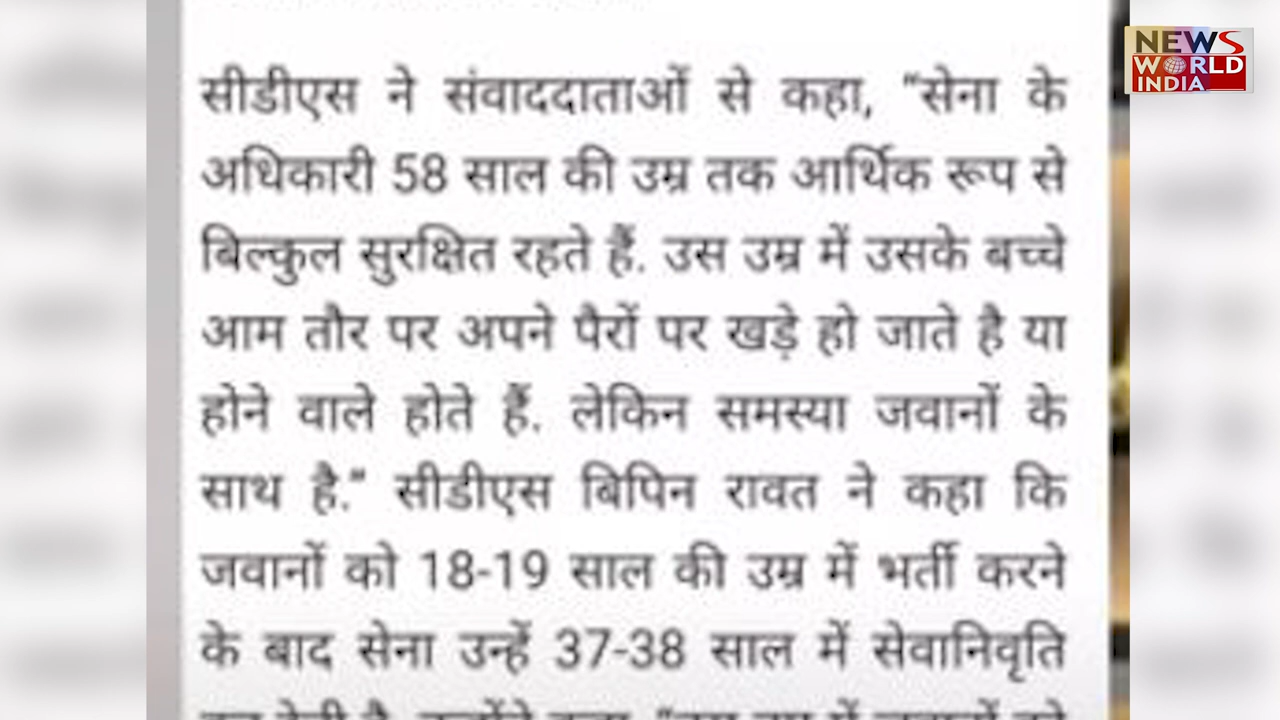 NEWS
WORLD
INDIA
सीडीएस ने संवाददाताओं से कहा, "सेना के
अधिकारी 58 साल की उम्र तक आर्थिक रूप से
बिल्कुल सुरक्षित रहते हैं. उस उम्र में उसके बच्चे
आम तौर पर अपने पैरों पर खड़े हो जाते है या
होने वाले होते हैं. लेकिन समस्या जवानों के
साथ है." सीडीएस बिपिन रावत ने कहा कि
जवानों को 18-19 साल की उम्र में भर्ती करने
के बाद सेना उन्हें 37-38 साल में सेवानिवृति